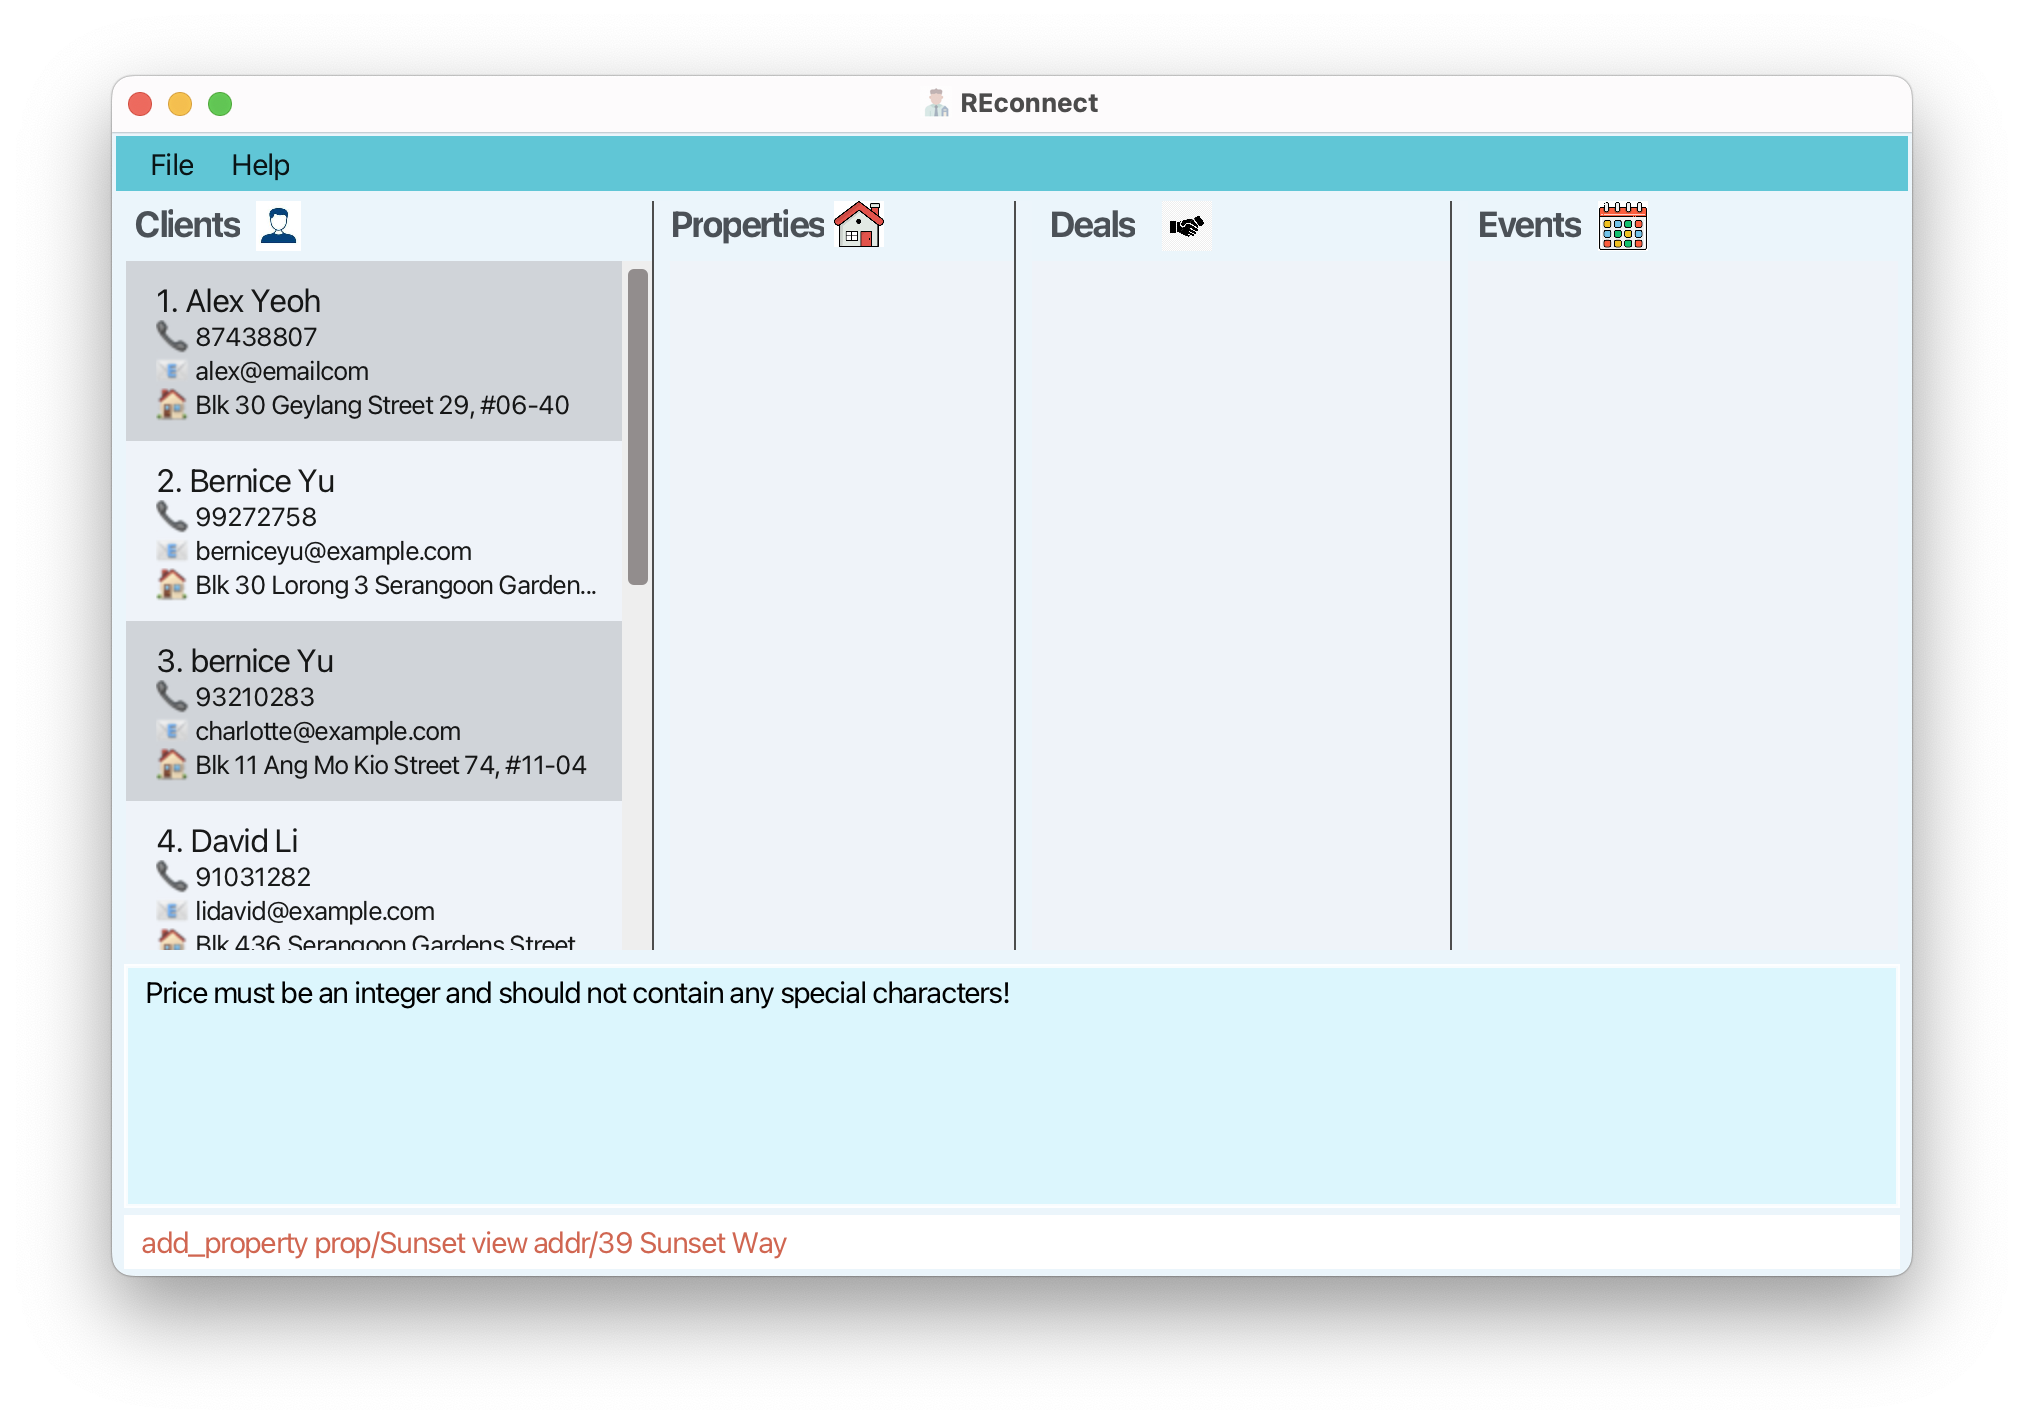 REconnect
File Help
Clients
Properties
Deals
Events
1. Alex Yeoh
87438807
alex@emailcom
Blk 30 Geylang Street 29, #06-40
2. Bernice Yu
99272758
berniceyu@example.com
Blk 30 Lorong 3 Serangoon Garden...
3. bernice Yu
93210283
charlotte@example.com
Blk 11 Ang Mo Kio Street 74, #11-04
4. David Li
91031282
lidavid@example.com
Blk 436 Serangoon Gardens Street
Price must be an integer and should not contain any special characters!
add_property prop/Sunset view addr/39 Sunset Way